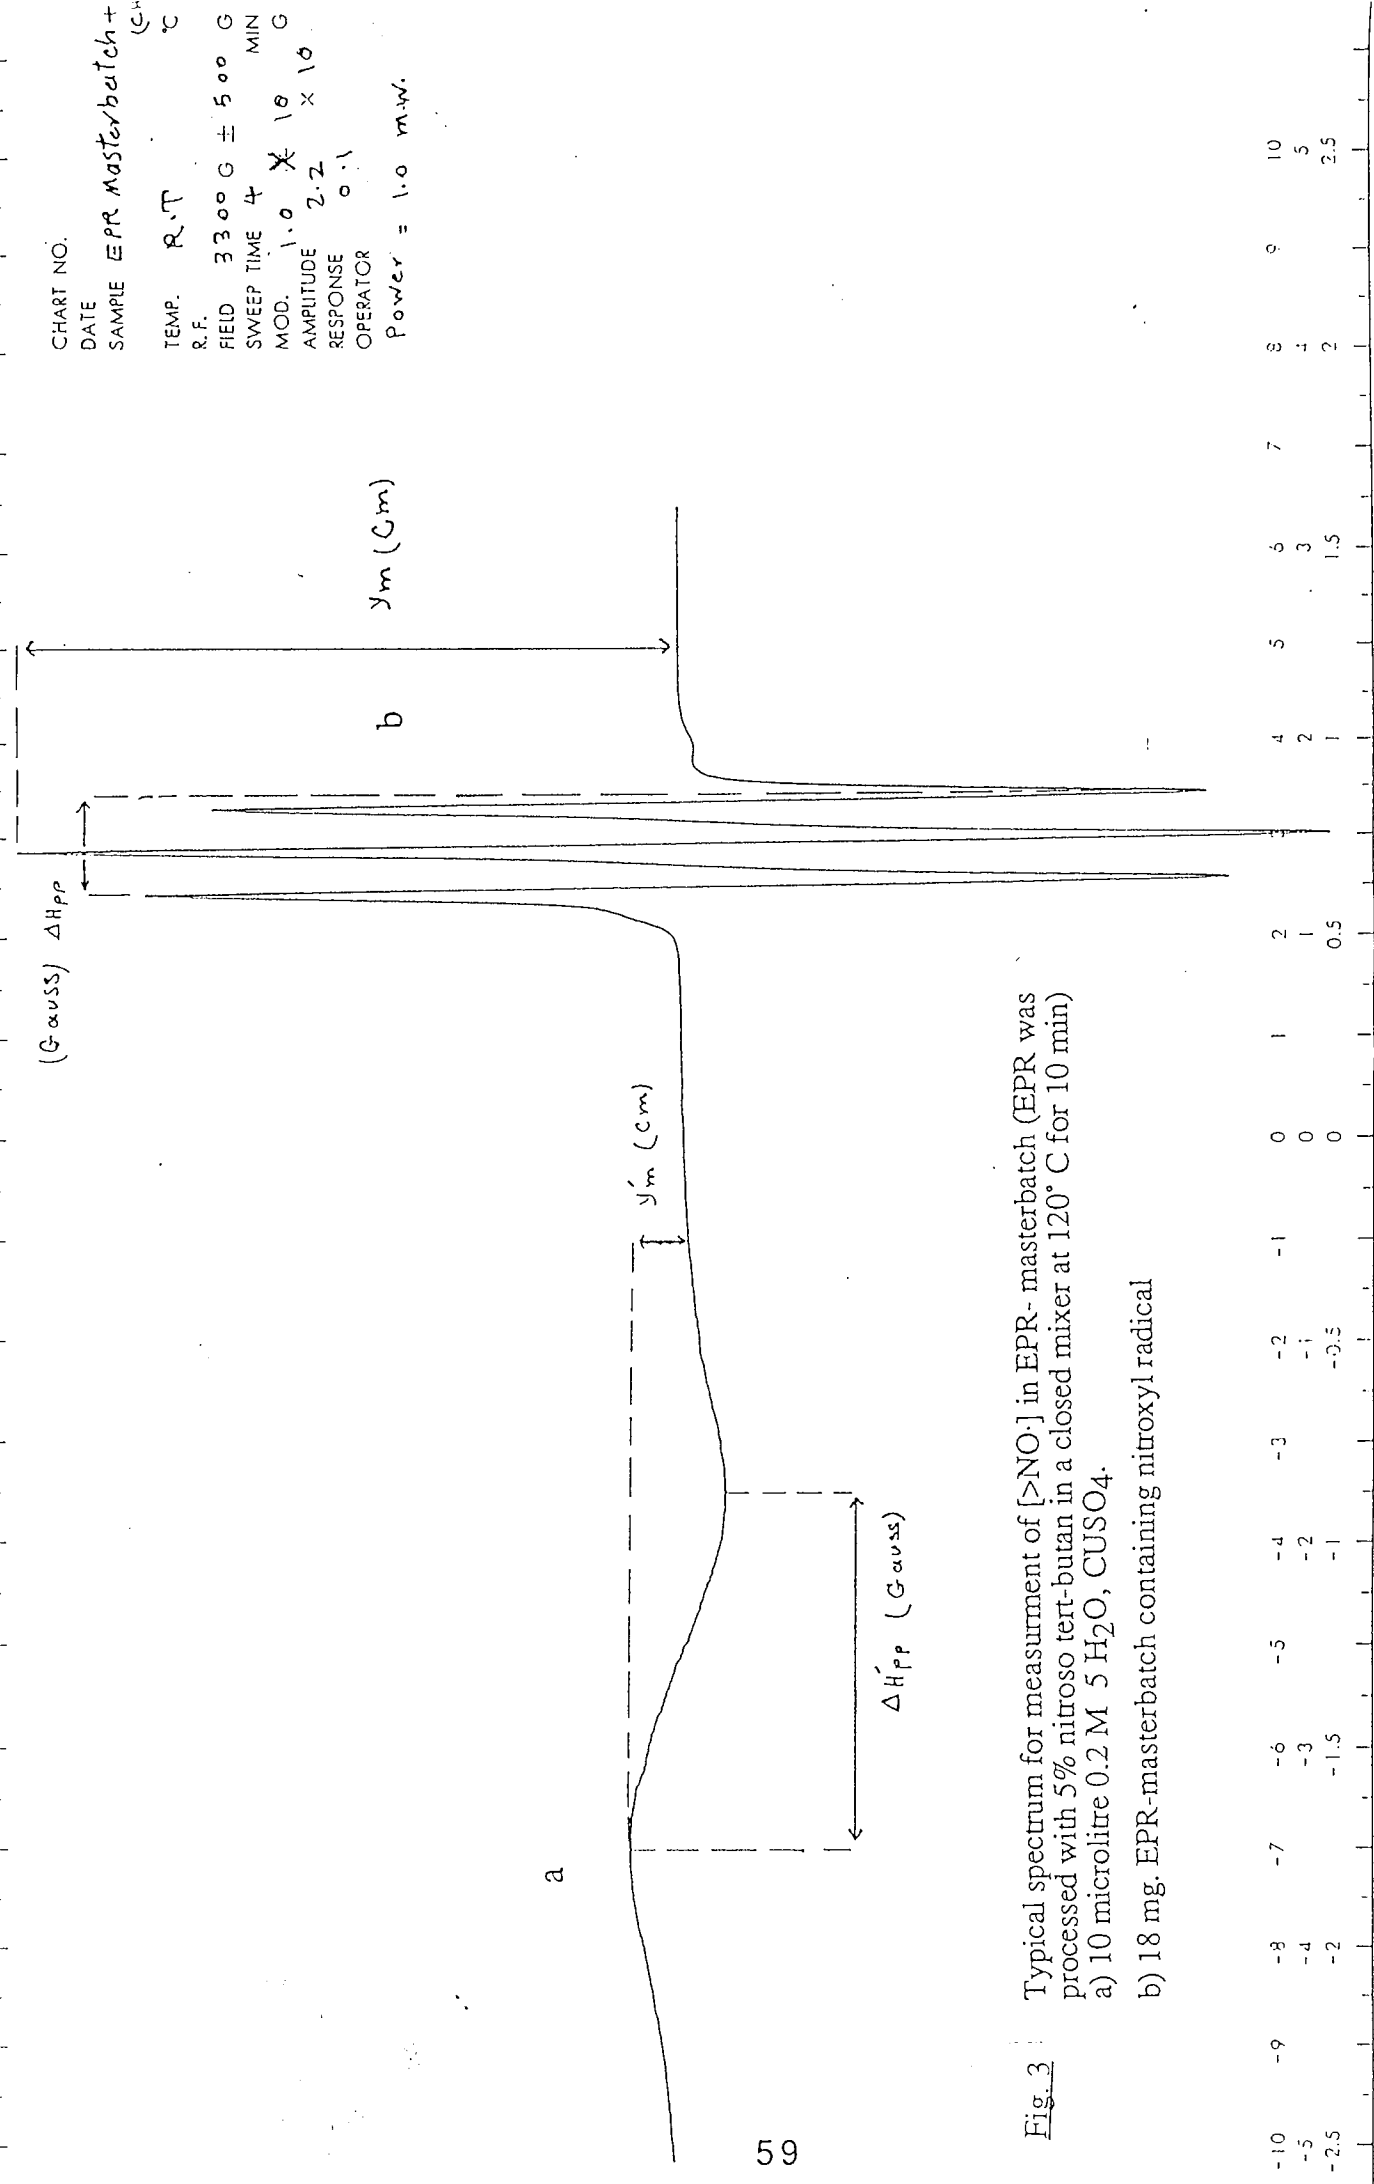 CHART NO.
DATE
SAMPLE EPR Masterbatch +
TEMP. R.T °C
R.F.
FIELD 3300 G ± 500 G
SWEEP TIME 4 MIN
MOD. 1.0 X 10 G
AMPLITUDE 2.2 × 10
RESPONSE 0.1
OPERATOR
Power = 1.0 m.w.
(Gauss) ΔHpp
ym (Cm)
b
y'm (cm)
a
ΔH'pp (Gauss)
Fig. 3 Typical spectrum for measurment of [>NO·] in EPR- masterbatch (EPR was
processed with 5% nitroso tert-butan in a closed mixer at 120° C for 10 min)
a) 10 microlitre 0.2 M 5 H2O, CUSO4.
b) 18 mg. EPR-masterbatch containing nitroxyl radical
-10 -9 -8 -7 -6 -5 -4 -3 -2 -1 0 1 2 3 4 5 6 7 8 9 10
-5 -4 -3 -2 -1 0 1 2 3 4 5
-2.5 -2 -1.5 -1 -0.5 0 0.5 1 1.5 2 2.5
59